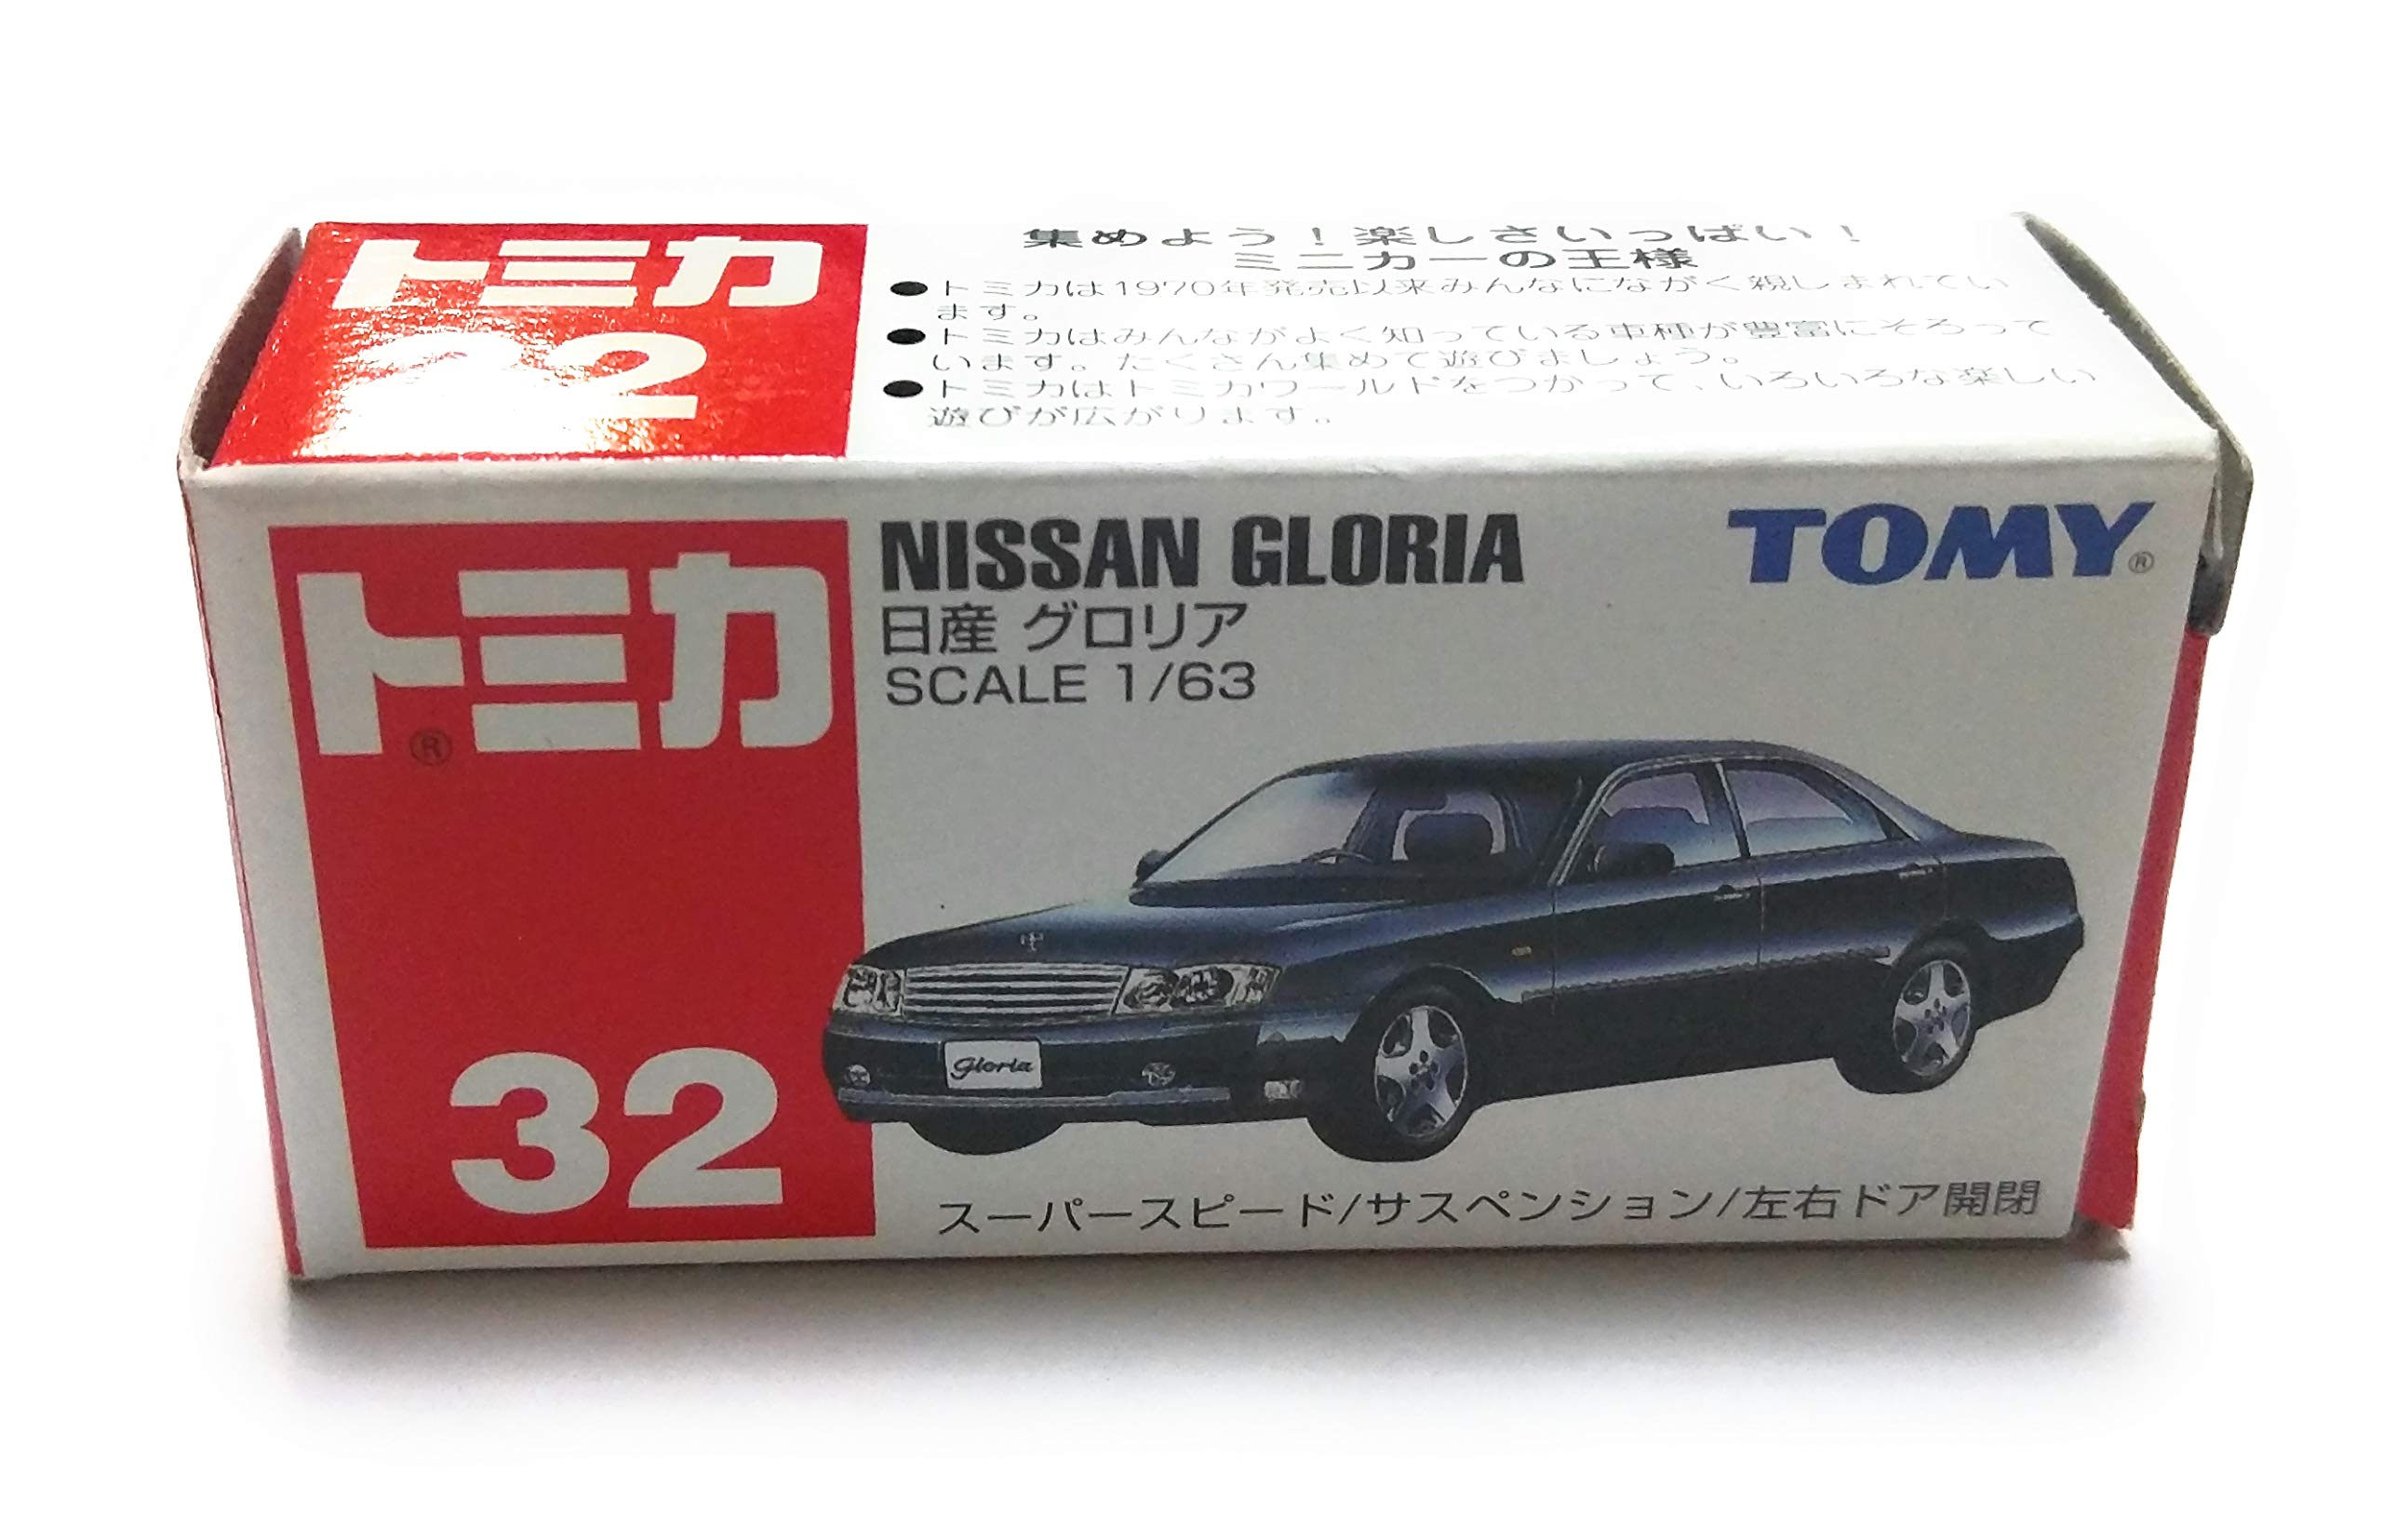 トミカ
32
集めよう！楽しさいっぱい！
ミニカーの王様
●トミカは1970年発売以来みんなにながく親しまれてい
ます。
●トミカはみんながよく知っている車種が豊富にそろって
います。たくさん集めて遊びましょう。
●トミカはトミカワールドをつかって、いろいろな楽しい
遊びが広がります。
トミカ®
32
NISSAN GLORIA
日産 グロリア
SCALE 1/63
TOMY®
Gloria
スーパースピード/サスペンション/左右ドア開閉